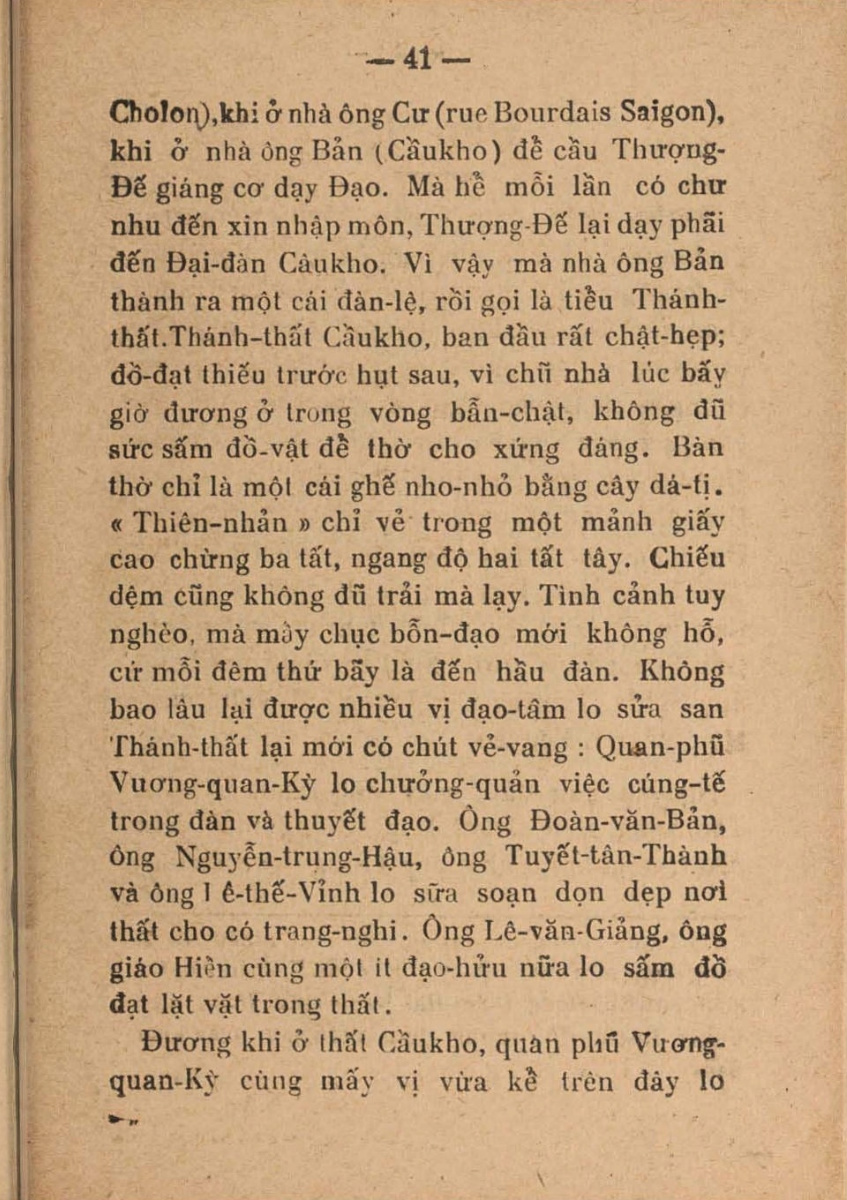 — 41 —
Cholon),khi ở nhà ông Cư (rue Bourdais Saigon),
khi ở nhà ông Bản (Cầukho) để cầu Thượng-
Đế giáng cơ dạy Đạo. Mà hễ mỗi lần có chư
nhu đến xin nhập môn, Thượng-Đế lại dạy phãi
đến Đại-đàn Càukho. Vì vậy mà nhà ông Bản
thành ra một cái đàn-lệ, rồi gọi là tiểu Thánh-
thất.Thánh-thất Cầukho, ban đầu rất chật-hẹp;
đồ-đạt thiếu trước hụt sau, vì chũ nhà lúc bấy
giờ đương ở trong vòng bẫn-chật, không đũ
sức sấm đồ-vật để thờ cho xứng đáng. Bàn
thờ chỉ là một cái ghế nho-nhỏ bằng cây dá-tị.
« Thiên-nhản » chỉ vẻ trong một mảnh giấy
cao chừng ba tất, ngang độ hai tất tây. Chiếu
dệm cũng không đũ trải mà lạy. Tình cảnh tuy
nghèo, mà mấy chục bỗn-đạo mới không hỗ,
cứ mỗi đêm thứ bãy là đến hầu đàn. Không
bao lâu lại được nhiều vị đạo-tâm lo sửa san
Thánh-thất lại mới có chút vẻ-vang : Quan-phũ
Vương-quan-Kỳ lo chưởng-quản việc cúng-tế
trong đàn và thuyết đạo. Ông Đoàn-văn-Bản,
ông Nguyễn-trung-Hậu, ông Tuyết-tân-Thành
và ông Lê-thế-Vỉnh lo sữa soạn dọn dẹp nơi
thất cho có trang-nghi. Ông Lê-văn-Giảng, ông
giáo Hiền cùng một ít đạo-hửu nữa lo sấm đồ
đạt lặt vặt trong thất.
Đương khi ở thất Cầukho, quan phũ Vương-
quan-Kỳ cùng mấy vị vừa kể trên đây lo